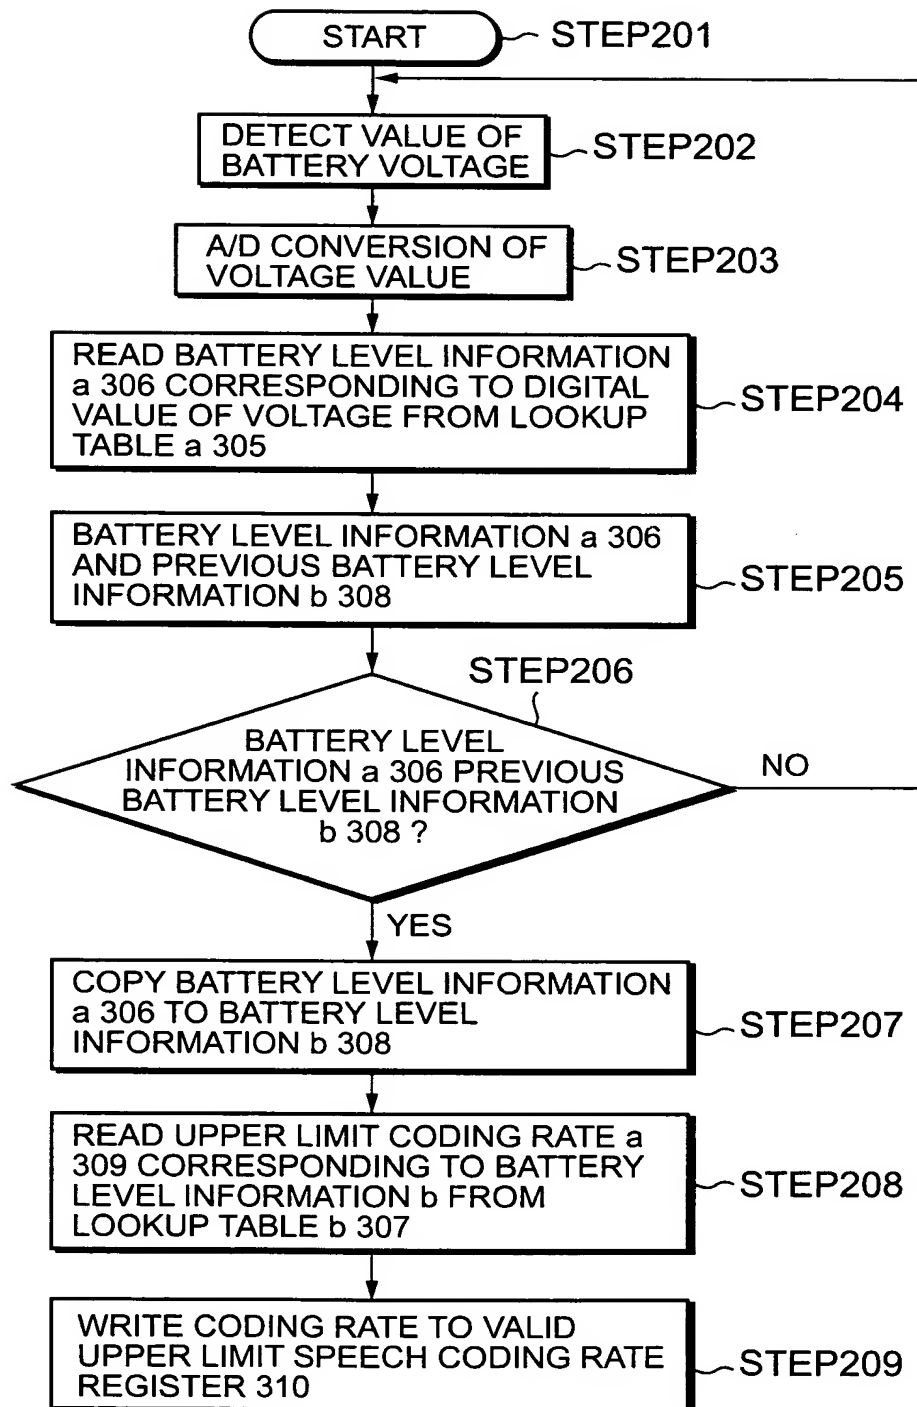 START
STEP201
DETECT VALUE OF
BATTERY VOLTAGE
STEP202
A/D CONVERSION OF
VOLTAGE VALUE
STEP203
READ BATTERY LEVEL INFORMATION
a 306 CORRESPONDING TO DIGITAL
VALUE OF VOLTAGE FROM LOOKUP
TABLE a 305
STEP204
BATTERY LEVEL INFORMATION a 306
AND PREVIOUS BATTERY LEVEL
INFORMATION b 308
STEP205
STEP206
BATTERY LEVEL
INFORMATION a 306 PREVIOUS
BATTERY LEVEL INFORMATION
b 308 ?
NO
YES
COPY BATTERY LEVEL INFORMATION
a 306 TO BATTERY LEVEL
INFORMATION b 308
STEP207
READ UPPER LIMIT CODING RATE a
309 CORRESPONDING TO BATTERY
LEVEL INFORMATION b FROM
LOOKUP TABLE b 307
STEP208
WRITE CODING RATE TO VALID
UPPER LIMIT SPEECH CODING RATE
REGISTER 310
STEP209